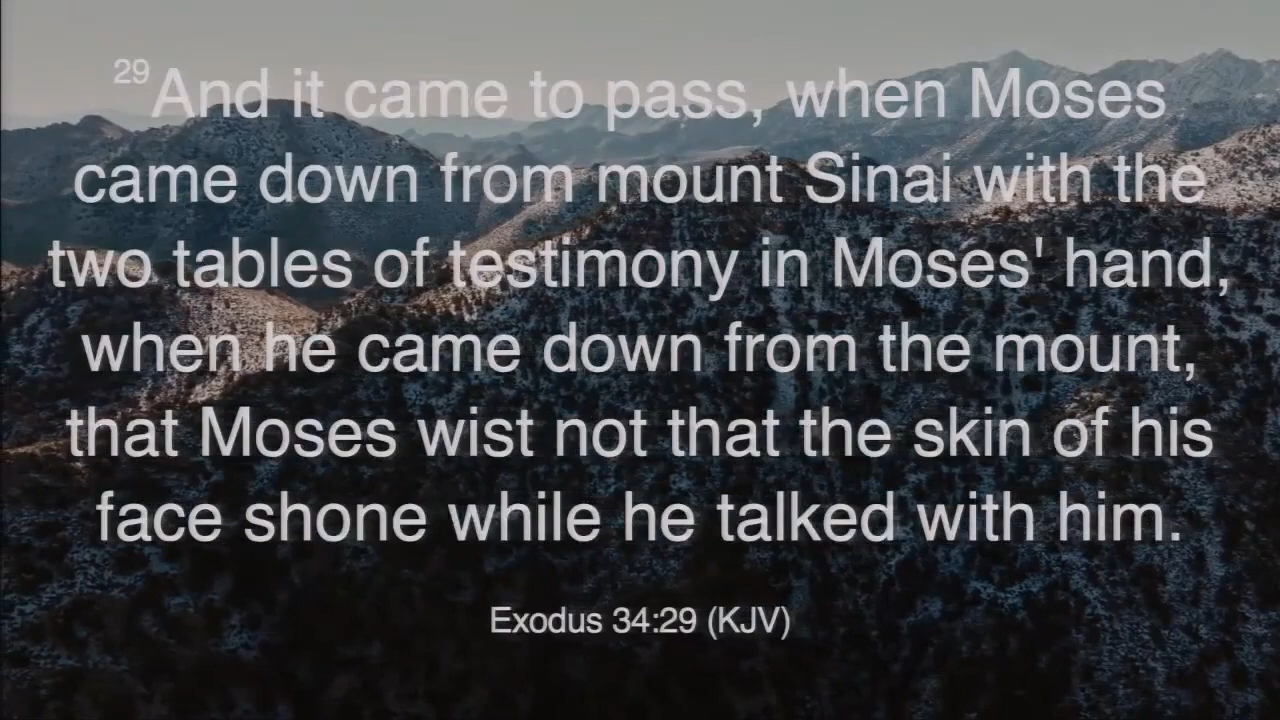 29 And it came to pass, when Moses
came down from mount Sinai with the
two tables of testimony in Moses' hand,
when he came down from the mount,
that Moses wist not that the skin of his
face shone while he talked with him.
Exodus 34:29 (KJV)